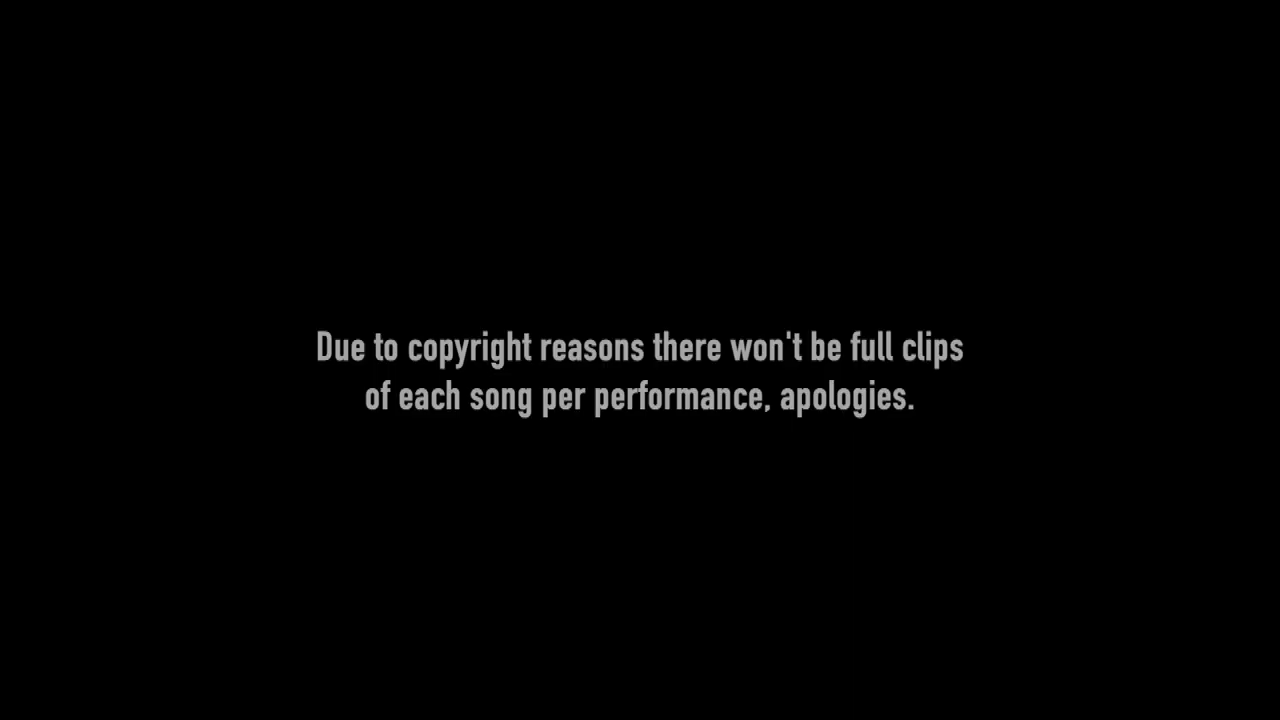 Due to copyright reasons there won't be full clips
of each song per performance, apologies.